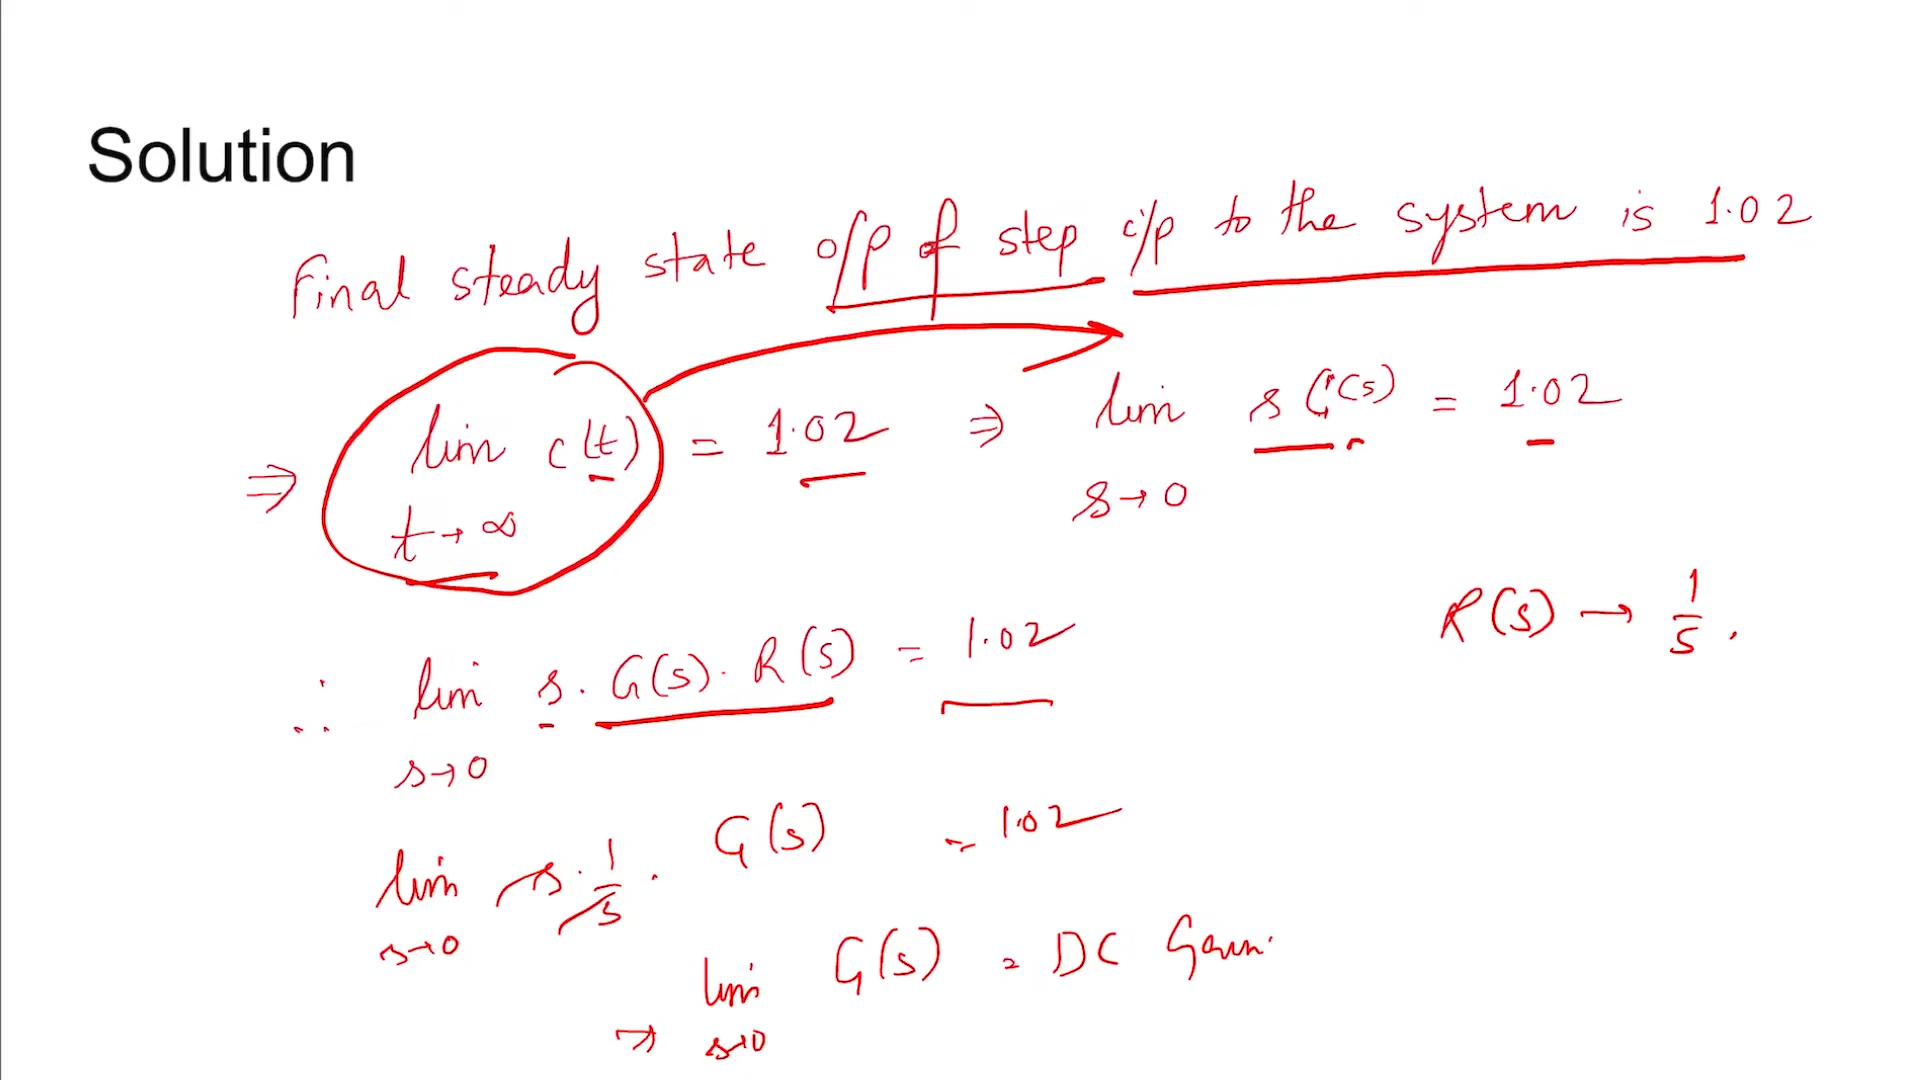 Solution
Final steady state o/p of step i/p to the system is 1.02
⇒ lim c(t) = 1.02 ⇒ lim s C(s) = 1.02
t→∞ s→0
R(s) → 1/s.
∴ lim s. G(s). R(s) = 1.02
s→0
lim s. 1/s. G(s) = 1.02
s→0
⇒ lim G(s) = DC Gain.
s→0